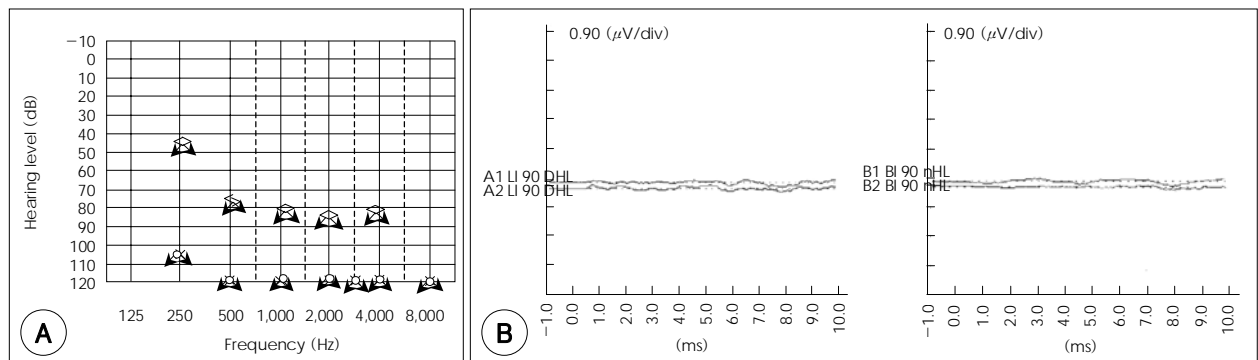 -10
0
10
20
30
40
50
60
70
80
90
100
110
120
Hearing level (dB)
125 250 500 1,000 2,000 4,000 8,000
Frequency (Hz)
A
0.90 (μV/div)
A1 LI 90 DHL
A2 LI 90 DHL
-1.0 0.0 1.0 2.0 3.0 4.0 5.0 6.0 7.0 8.0 9.0 10.0
(ms)
B
0.90 (μV/div)
B1 BI 90 nHL
B2 BI 90 nHL
-1.0 0.0 1.0 2.0 3.0 4.0 5.0 6.0 7.0 8.0 9.0 10.0
(ms)